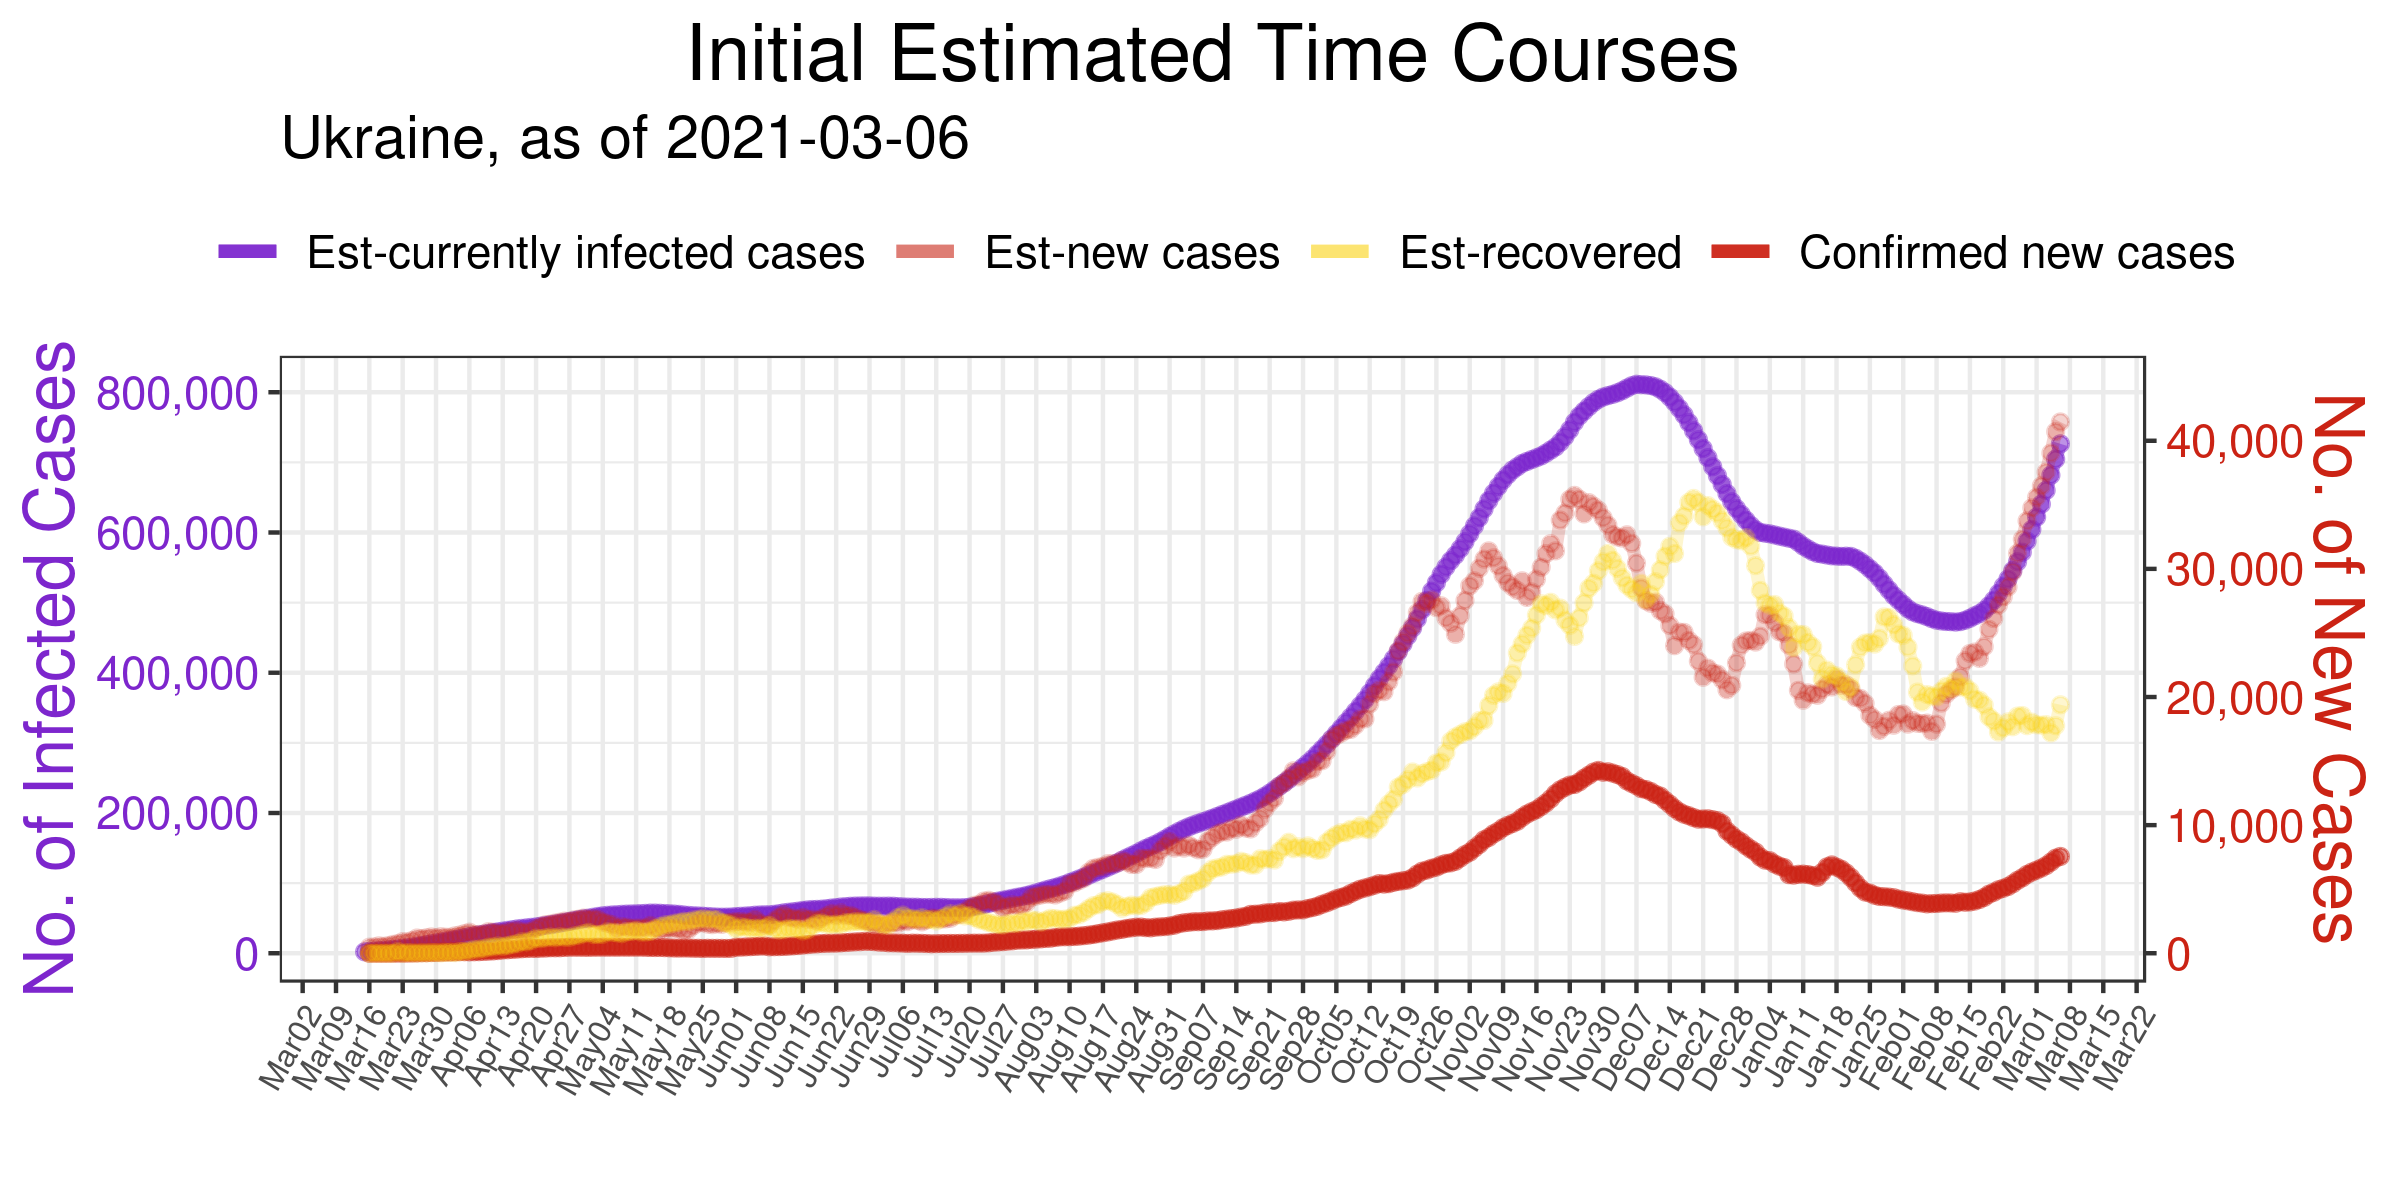 Initial Estimated Time Courses
Ukraine, as of 2021-03-06
Est-currently infected cases
Est-new cases
Est-recovered
Confirmed new cases
No. of Infected Cases
800,000
600,000
400,000
200,000
0
40,000
30,000
20,000
10,000
0
No. of New Cases
Mar02
Mar09
Mar16
Mar23
Mar30
Apr06
Apr13
Apr20
Apr27
May04
May11
May18
May25
Jun01
Jun08
Jun15
Jun22
Jun29
Jul06
Jul13
Jul20
Jul27
Aug03
Aug10
Aug17
Aug24
Aug31
Sep07
Sep14
Sep21
Sep28
Oct05
Oct12
Oct19
Oct26
Nov02
Nov09
Nov16
Nov23
Nov30
Dec07
Dec14
Dec21
Dec28
Jan04
Jan11
Jan18
Jan25
Feb01
Feb08
Feb15
Feb22
Mar01
Mar08
Mar15
Mar22